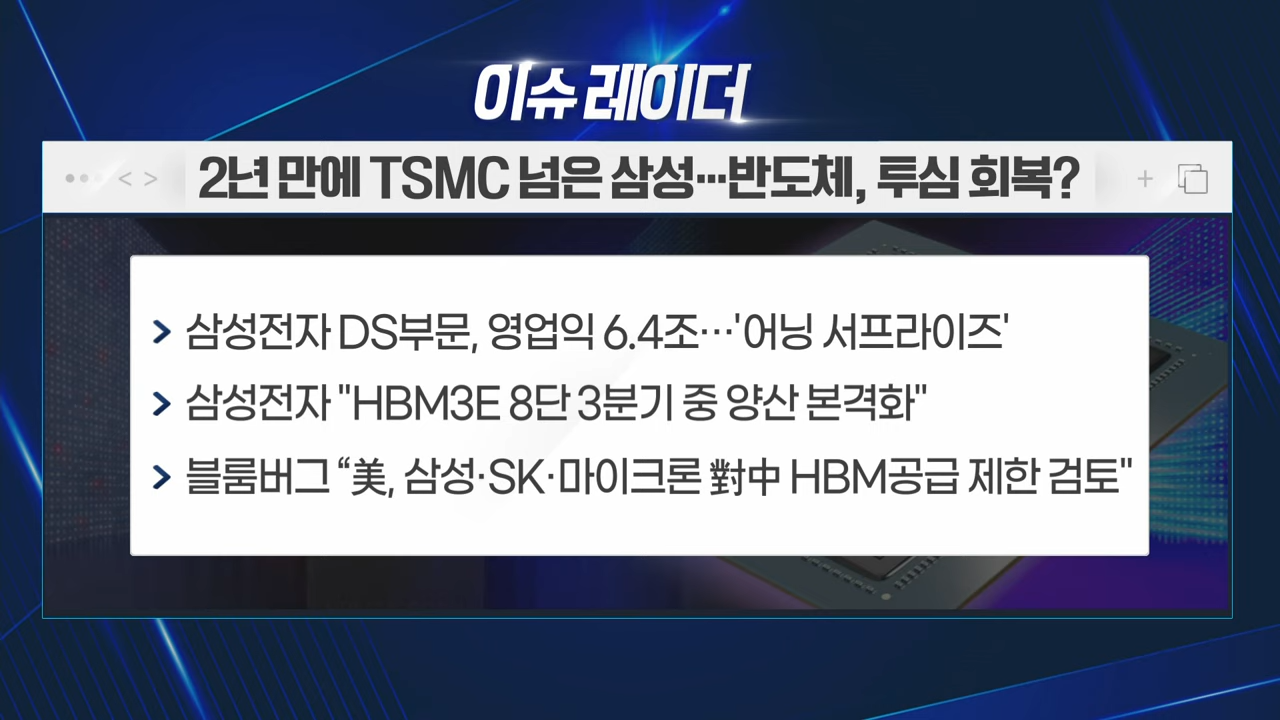 이슈 레이더
2년 만에 TSMC 넘은 삼성…반도체, 투심 회복?
삼성전자 DS부문, 영업익 6.4조…'어닝 서프라이즈'
삼성전자 "HBM3E 8단 3분기 중 양산 본격화"
블룸버그 “美, 삼성·SK·마이크론 對中 HBM공급 제한 검토"